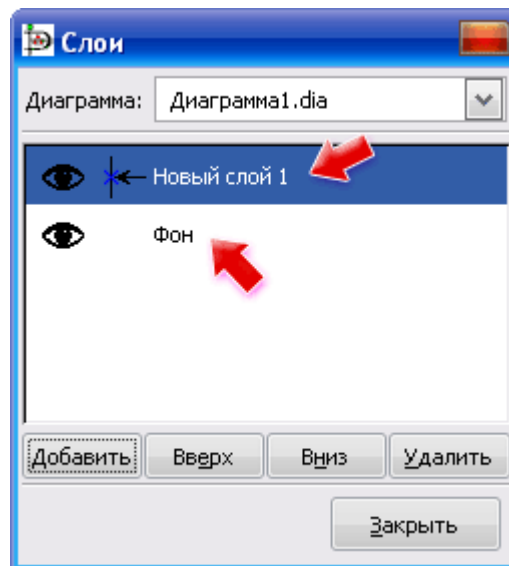 Слои
Диаграмма: Диаграмма1.dia
Новый слой 1
Фон
Добавить Вверх Вниз Удалить
Закрыть